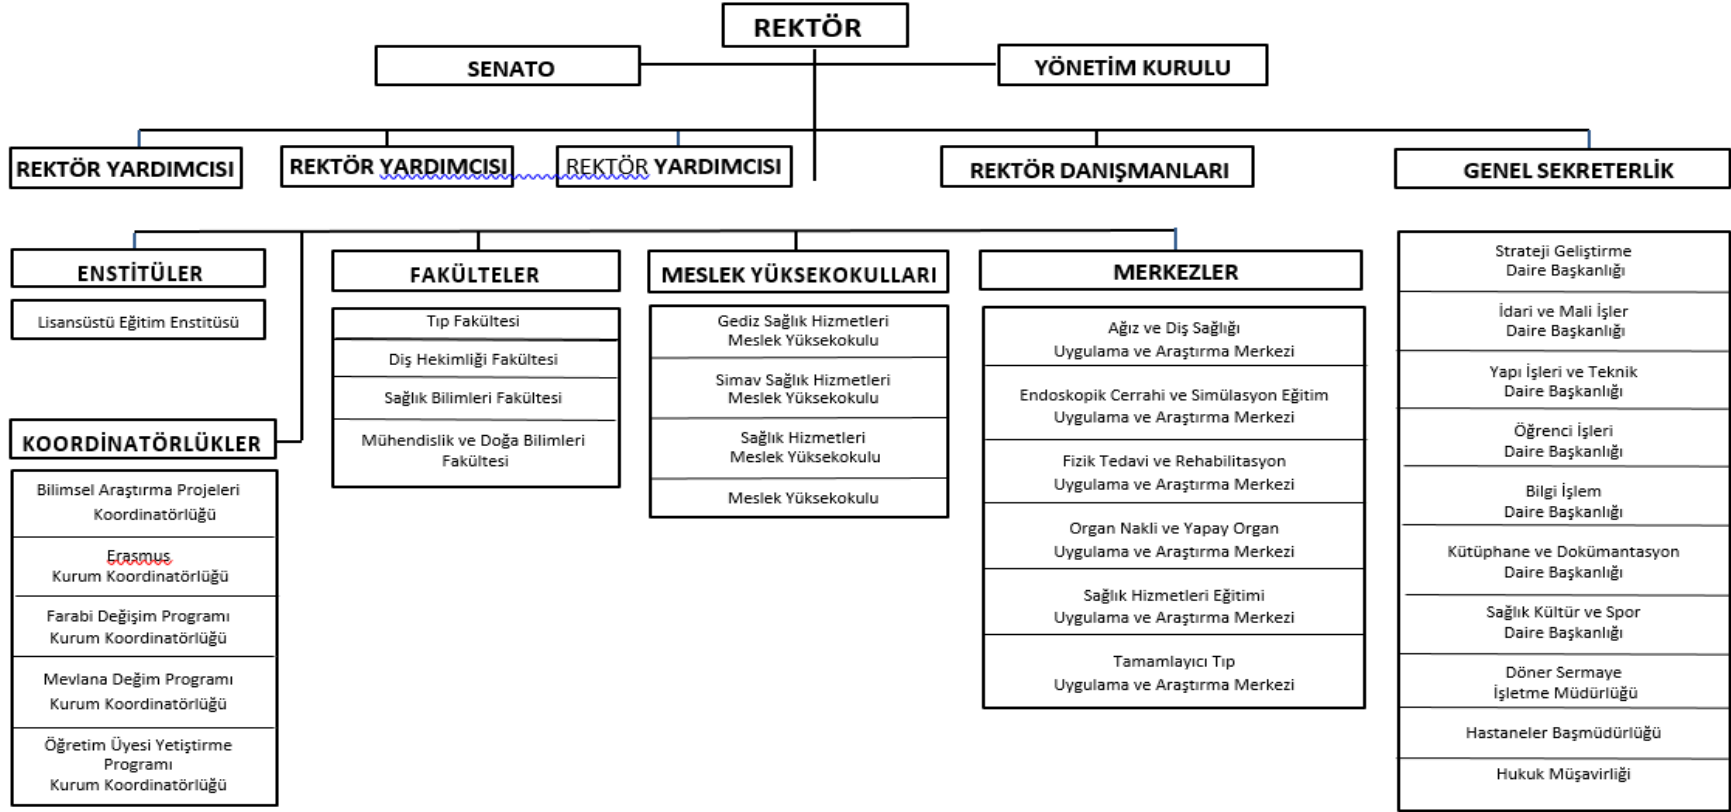 REKTÖR
SENATO
YÖNETİM KURULU
REKTÖR YARDIMCISI
REKTÖR YARDIMCISI
REKTÖR YARDIMCISI
REKTÖR DANIŞMANLARI
GENEL SEKRETERLİK
ENSTİTÜLER
Lisansüstü Eğitim Enstitüsü
KOORDİNATÖRLÜKLER
Bilimsel Araştırma Projeleri
Koordinatörlüğü
Erasmus
Kurum Koordinatörlüğü
Farabi Değişim Programı
Kurum Koordinatörlüğü
Mevlana Değim Programı
Kurum Koordinatörlüğü
Öğretim Üyesi Yetiştirme
Programı
Kurum Koordinatörlüğü
FAKÜLTELER
Tıp Fakültesi
Diş Hekimliği Fakültesi
Sağlık Bilimleri Fakültesi
Mühendislik ve Doğa Bilimleri
Fakültesi
MESLEK YÜKSEKOKULLARI
Gediz Sağlık Hizmetleri
Meslek Yüksekokulu
Simav Sağlık Hizmetleri
Meslek Yüksekokulu
Sağlık Hizmetleri
Meslek Yüksekokulu
Meslek Yüksekokulu
MERKEZLER
Ağız ve Diş Sağlığı
Uygulama ve Araştırma Merkezi
Endoskopik Cerrahi ve Simülasyon Eğitim
Uygulama ve Araştırma Merkezi
Fizik Tedavi ve Rehabilitasyon
Uygulama ve Araştırma Merkezi
Organ Nakli ve Yapay Organ
Uygulama ve Araştırma Merkezi
Sağlık Hizmetleri Eğitimi
Uygulama ve Araştırma Merkezi
Tamamlayıcı Tıp
Uygulama ve Araştırma Merkezi
Strateji Geliştirme
Daire Başkanlığı
İdari ve Mali İşler
Daire Başkanlığı
Yapı İşleri ve Teknik
Daire Başkanlığı
Öğrenci İşleri
Daire Başkanlığı
Bilgi İşlem
Daire Başkanlığı
Kütüphane ve Dokümantasyon
Daire Başkanlığı
Sağlık Kültür ve Spor
Daire Başkanlığı
Döner Sermaye
İşletme Müdürlüğü
Hastaneler Başmüdürlüğü
Hukuk Müşavirliği